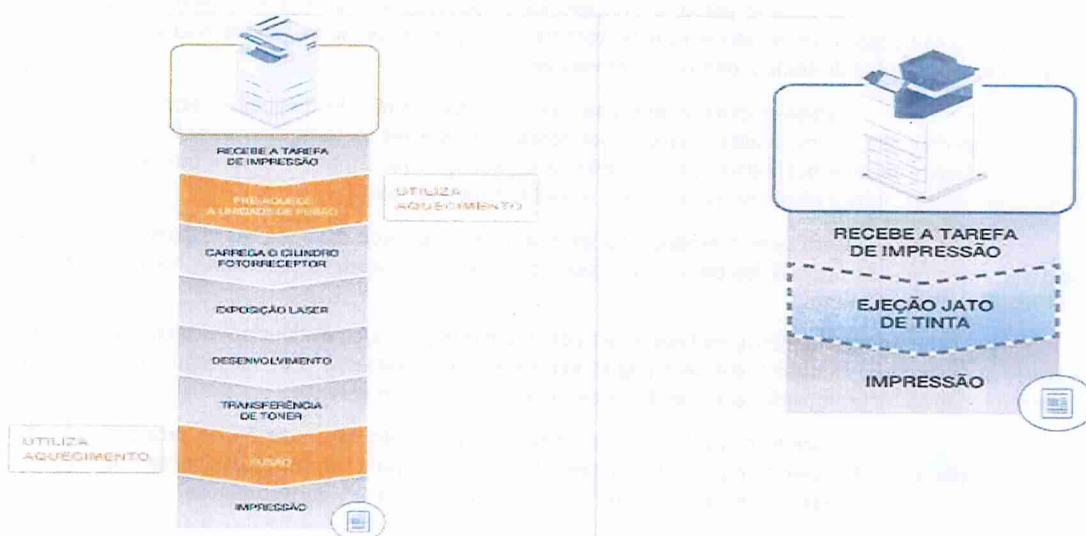 RECEBE A TAREFA
DE IMPRESSÃO
PRÉ-AQUECE
A UNIDADE DE FUSÃO
UTILIZA
AQUECIMENTO
CARREGA O CILINDRO
FOTORRECEPTOR
EXPOSIÇÃO LASER
DESENVOLVIMENTO
TRANSFERÊNCIA
DE TONER
UTILIZA
AQUECIMENTO
FUSÃO
IMPRESSÃO
RECEBE A TAREFA
DE IMPRESSÃO
EJEÇÃO JATO
DE TINTA
IMPRESSÃO